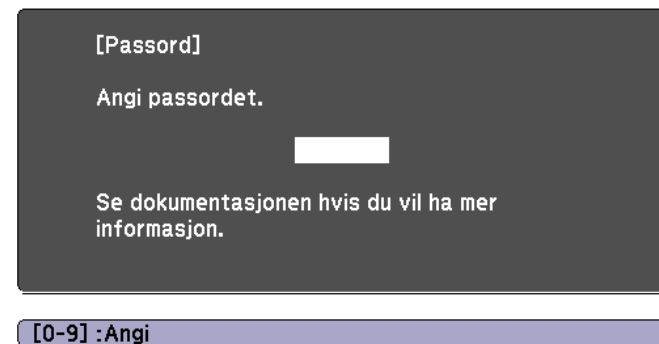 [Passord]
Angi passordet.
Se dokumentasjonen hvis du vil ha mer
informasjon.
[0-9] :Angi